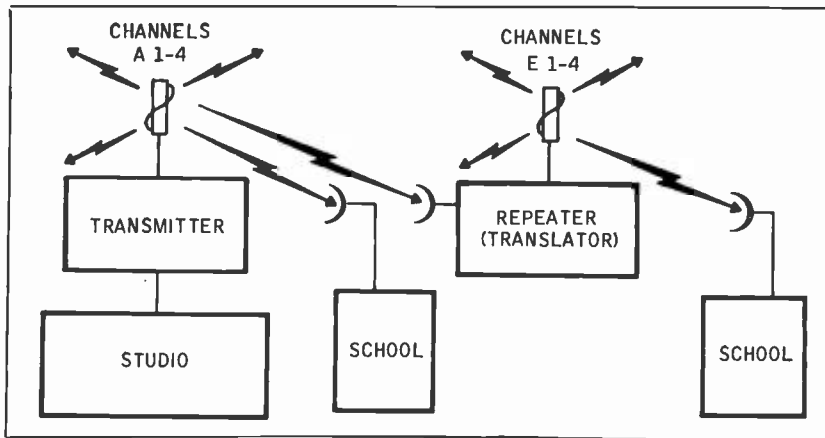 CHANNELS
A 1-4
CHANNELS
E 1-4
TRANSMITTER
REPEATER
(TRANSLATOR)
STUDIO
SCHOOL
SCHOOL